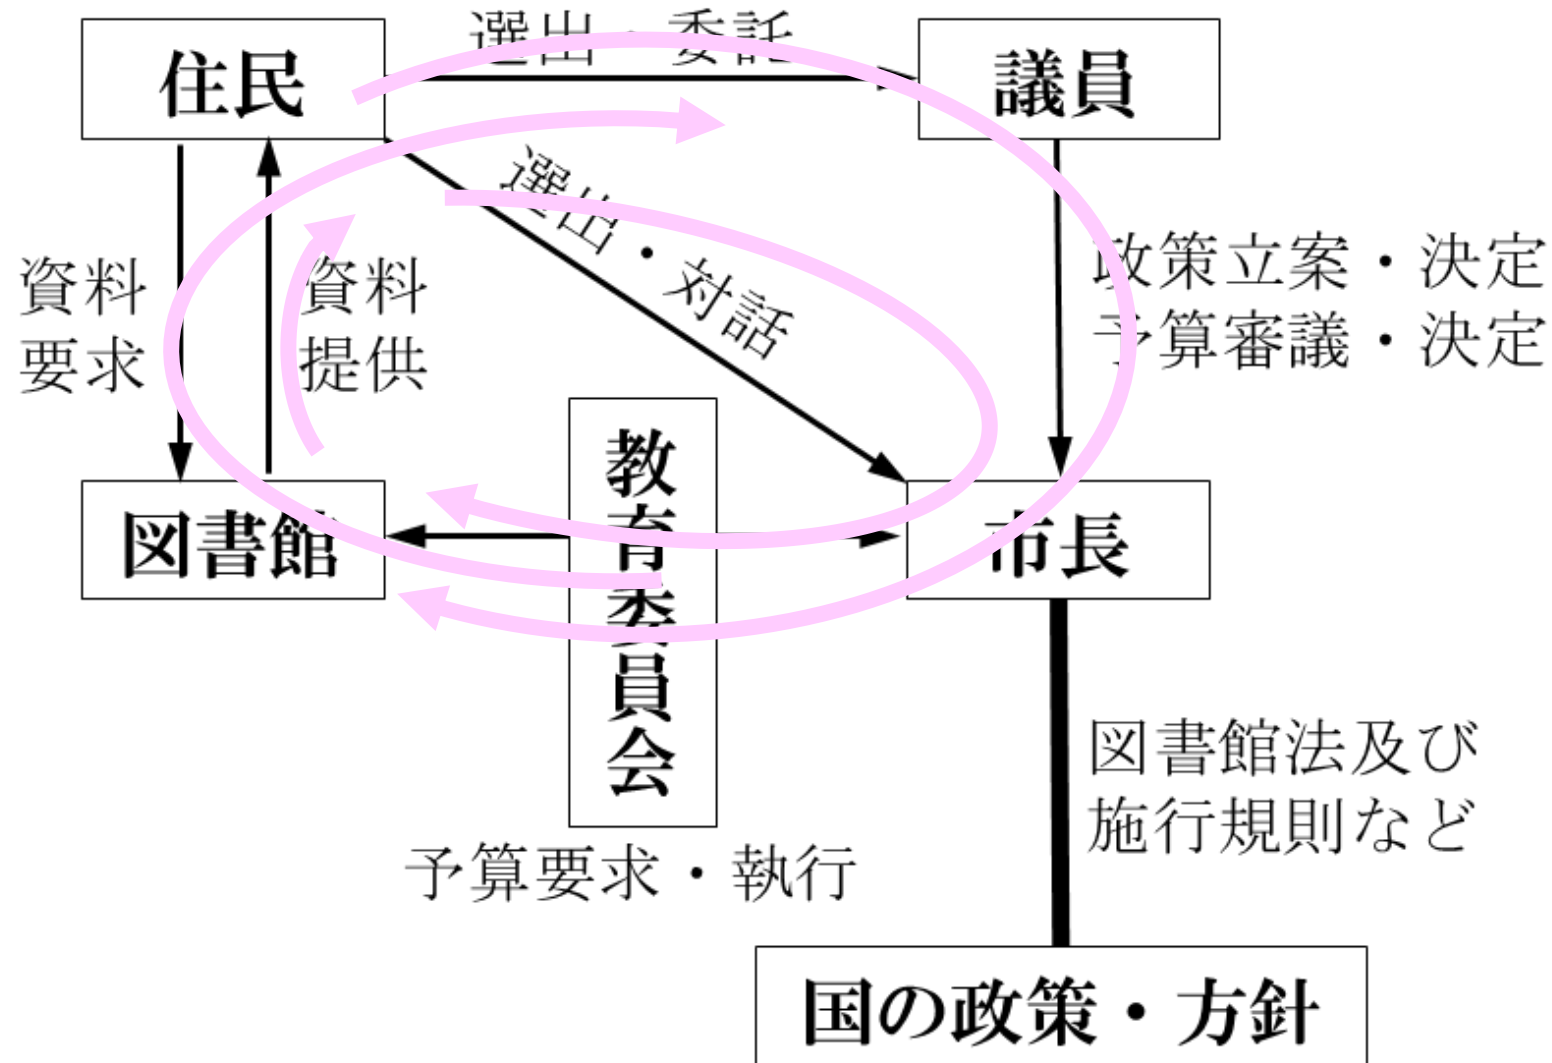 選出・委託
住民
議員
選出・対話
資料
要求
資料
提供
政策立案・決定
予算審議・決定
教育委員会
図書館
市長
図書館法及び
施行規則など
予算要求・執行
国の政策・方針